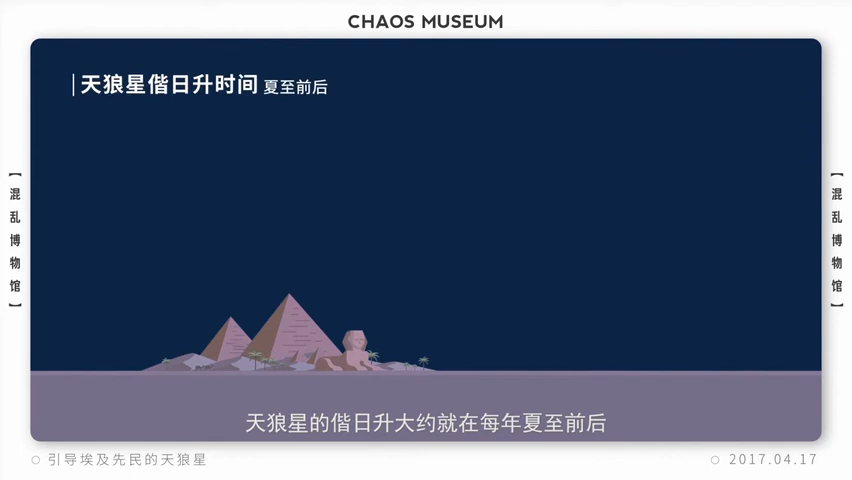 CHAOS MUSEUM
天狼星偕日升时间 夏至前后
【混乱博物馆】
【混乱博物馆】
天狼星的偕日升大约就在每年夏至前后
引导埃及先民的天狼星
2017.04.17